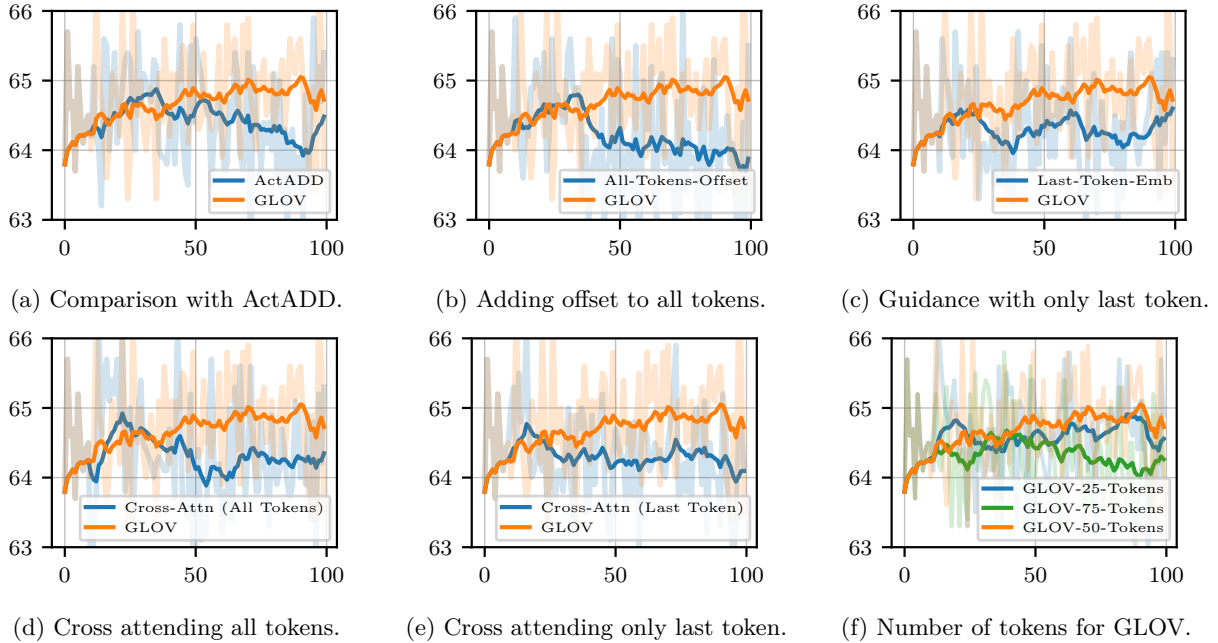 66
65
64
63
0 50 100
ActADD
GLOV
(a) Comparison with ActADD.
66
65
64
63
0 50 100
All-Tokens-Offset
GLOV
(b) Adding offset to all tokens.
66
65
64
63
0 50 100
Last-Token-Emb
GLOV
(c) Guidance with only last token.
66
65
64
63
0 50 100
Cross-Attn (All Tokens)
GLOV
(d) Cross attending all tokens.
66
65
64
63
0 50 100
Cross-Attn (Last Token)
GLOV
(e) Cross attending only last token.
66
65
64
63
0 50 100
GLOV-25-Tokens
GLOV-75-Tokens
GLOV-50-Tokens
(f) Number of tokens for GLOV.